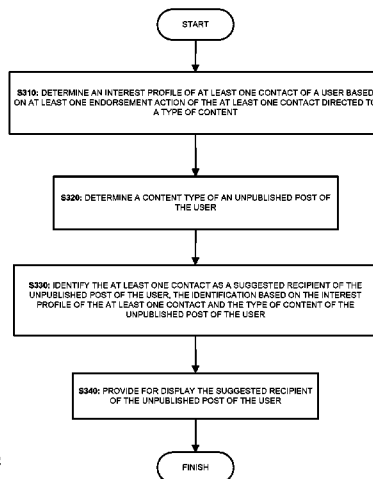 START
S310: DETERMINE AN INTEREST PROFILE OF AT LEAST ONE CONTACT OF A USER BASED
ON AT LEAST ONE ENDORSEMENT ACTION OF THE AT LEAST ONE CONTACT DIRECTED TO
A TYPE OF CONTENT
S320: DETERMINE A CONTENT TYPE OF AN UNPUBLISHED POST OF
THE USER
S330: IDENTIFY THE AT LEAST ONE CONTACT AS A SUGGESTED RECIPIENT OF THE
UNPUBLISHED POST OF THE USER, THE IDENTIFICATION BASED ON THE INTEREST
PROFILE OF THE AT LEAST ONE CONTACT AND THE TYPE OF CONTENT OF THE
UNPUBLISHED POST OF THE USER
S340: PROVIDE FOR DISPLAY THE SUGGESTED RECIPIENT
OF THE UNPUBLISHED POST OF THE USER
FINISH